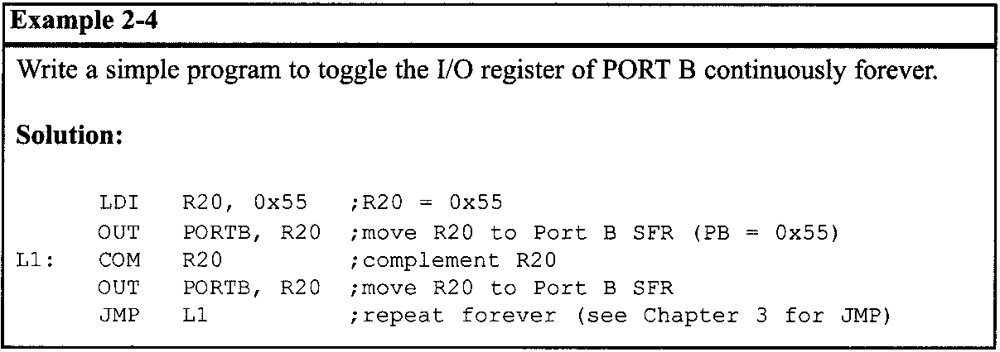 Example 2-4
Write a simple program to toggle the I/O register of PORT B continuously forever.
Solution:
LDI R20, 0x55 ;R20 = 0x55
OUT PORTB, R20 ;move R20 to Port B SFR (PB = 0x55)
L1: COM R20 ;complement R20
OUT PORTB, R20 ;move R20 to Port B SFR
JMP L1 ;repeat forever (see Chapter 3 for JMP)